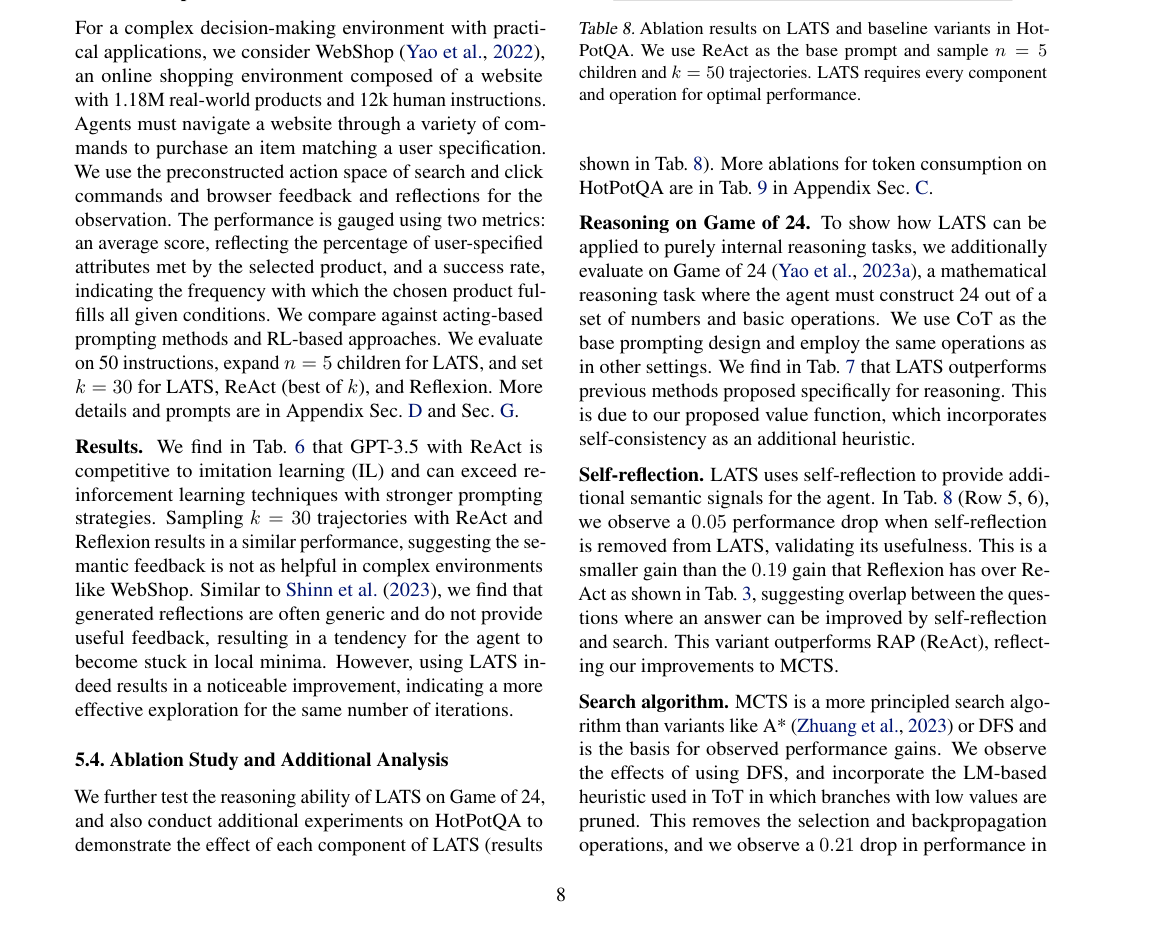 For a complex decision-making environment with practi-
cal applications, we consider WebShop (Yao et al., 2022),
an online shopping environment composed of a website
with 1.18M real-world products and 12k human instructions.
Agents must navigate a website through a variety of com-
mands to purchase an item matching a user specification.
We use the preconstructed action space of search and click
commands and browser feedback and reflections for the
observation. The performance is gauged using two metrics:
an average score, reflecting the percentage of user-specified
attributes met by the selected product, and a success rate,
indicating the frequency with which the chosen product ful-
fills all given conditions. We compare against acting-based
prompting methods and RL-based approaches. We evaluate
on 50 instructions, expand n = 5 children for LATS, and set
k = 30 for LATS, ReAct (best of k), and Reflexion. More
details and prompts are in Appendix Sec. D and Sec. G.
Results. We find in Tab. 6 that GPT-3.5 with ReAct is
competitive to imitation learning (IL) and can exceed re-
inforcement learning techniques with stronger prompting
strategies. Sampling k = 30 trajectories with ReAct and
Reflexion results in a similar performance, suggesting the se-
mantic feedback is not as helpful in complex environments
like WebShop. Similar to Shinn et al. (2023), we find that
generated reflections are often generic and do not provide
useful feedback, resulting in a tendency for the agent to
become stuck in local minima. However, using LATS in-
deed results in a noticeable improvement, indicating a more
effective exploration for the same number of iterations.
5.4. Ablation Study and Additional Analysis
We further test the reasoning ability of LATS on Game of 24,
and also conduct additional experiments on HotPotQA to
demonstrate the effect of each component of LATS (results
Table 8. Ablation results on LATS and baseline variants in Hot-
PotQA. We use ReAct as the base prompt and sample n = 5
children and k = 50 trajectories. LATS requires every component
and operation for optimal performance.
shown in Tab. 8). More ablations for token consumption on
HotPotQA are in Tab. 9 in Appendix Sec. C.
Reasoning on Game of 24. To show how LATS can be
applied to purely internal reasoning tasks, we additionally
evaluate on Game of 24 (Yao et al., 2023a), a mathematical
reasoning task where the agent must construct 24 out of a
set of numbers and basic operations. We use CoT as the
base prompting design and employ the same operations as
in other settings. We find in Tab. 7 that LATS outperforms
previous methods proposed specifically for reasoning. This
is due to our proposed value function, which incorporates
self-consistency as an additional heuristic.
Self-reflection. LATS uses self-reflection to provide addi-
tional semantic signals for the agent. In Tab. 8 (Row 5, 6),
we observe a 0.05 performance drop when self-reflection
is removed from LATS, validating its usefulness. This is a
smaller gain than the 0.19 gain that Reflexion has over Re-
Act as shown in Tab. 3, suggesting overlap between the ques-
tions where an answer can be improved by self-reflection
and search. This variant outperforms RAP (ReAct), reflect-
ing our improvements to MCTS.
Search algorithm. MCTS is a more principled search algo-
rithm than variants like A* (Zhuang et al., 2023) or DFS and
is the basis for observed performance gains. We observe
the effects of using DFS, and incorporate the LM-based
heuristic used in ToT in which branches with low values are
pruned. This removes the selection and backpropagation
operations, and we observe a 0.21 drop in performance in
8